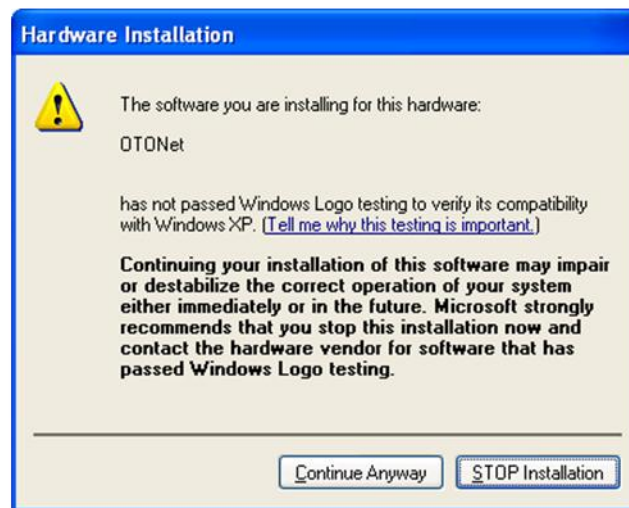 Hardware Installation
The software you are installing for this hardware:
OTONet
has not passed Windows Logo testing to verify its compatibility
with Windows XP. (Tell me why this testing is important.)
Continuing your installation of this software may impair
or destabilize the correct operation of your system
either immediately or in the future. Microsoft strongly
recommends that you stop this installation now and
contact the hardware vendor for software that has
passed Windows Logo testing.
Continue Anyway
STOP Installation